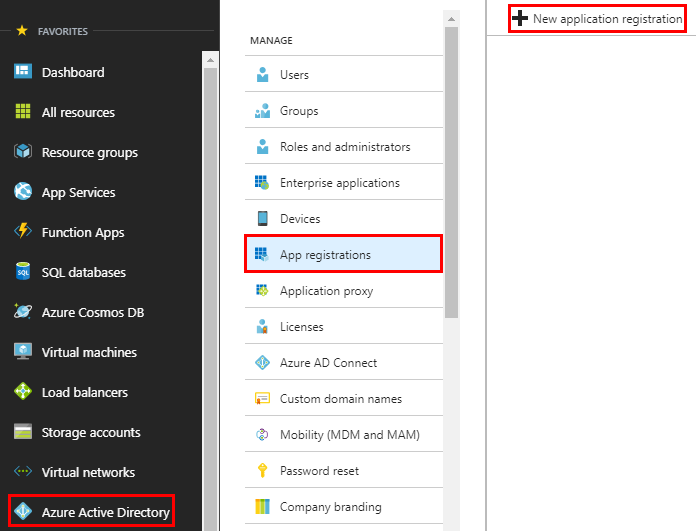 FAVORITES
Dashboard
All resources
Resource groups
App Services
Function Apps
SQL databases
Azure Cosmos DB
Virtual machines
Load balancers
Storage accounts
Virtual networks
Azure Active Directory
MANAGE
Users
Groups
Roles and administrators
Enterprise applications
Devices
App registrations
Application proxy
Licenses
Azure AD Connect
Custom domain names
Mobility (MDM and MAM)
Password reset
Company branding
New application registration